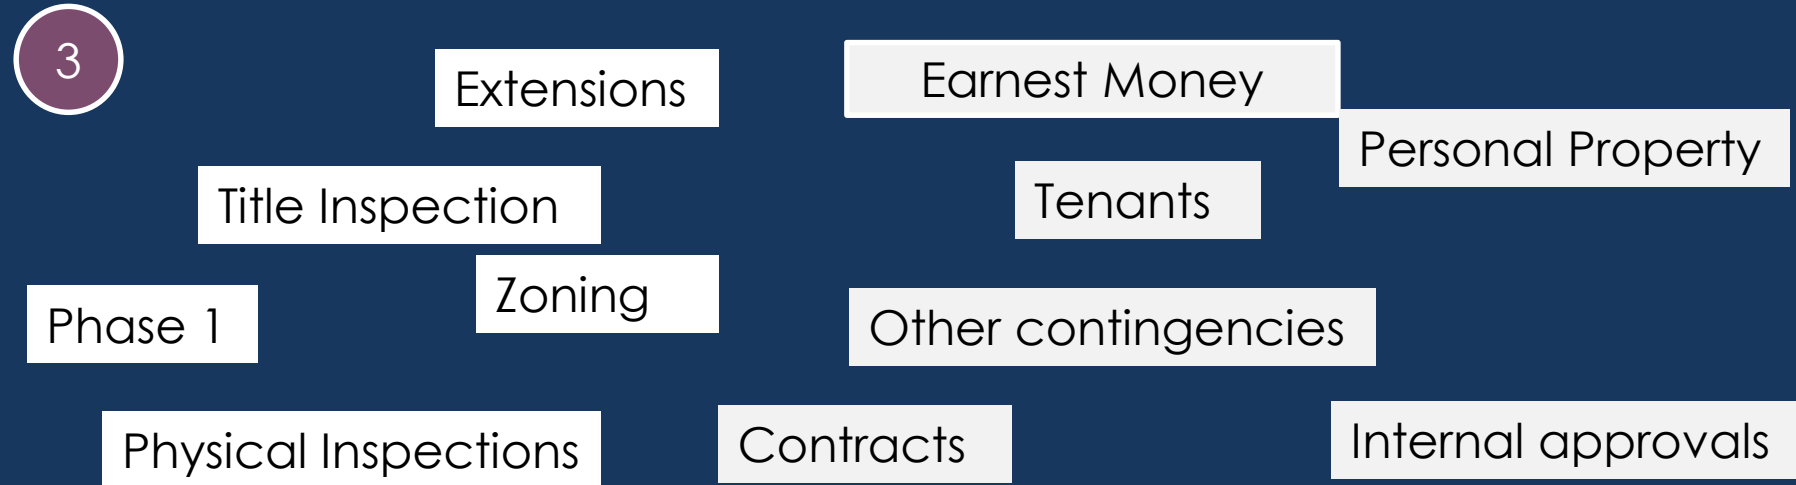 3
Extensions
Earnest Money
Personal Property
Title Inspection
Tenants
Zoning
Phase 1
Other contingencies
Physical Inspections
Contracts
Internal approvals